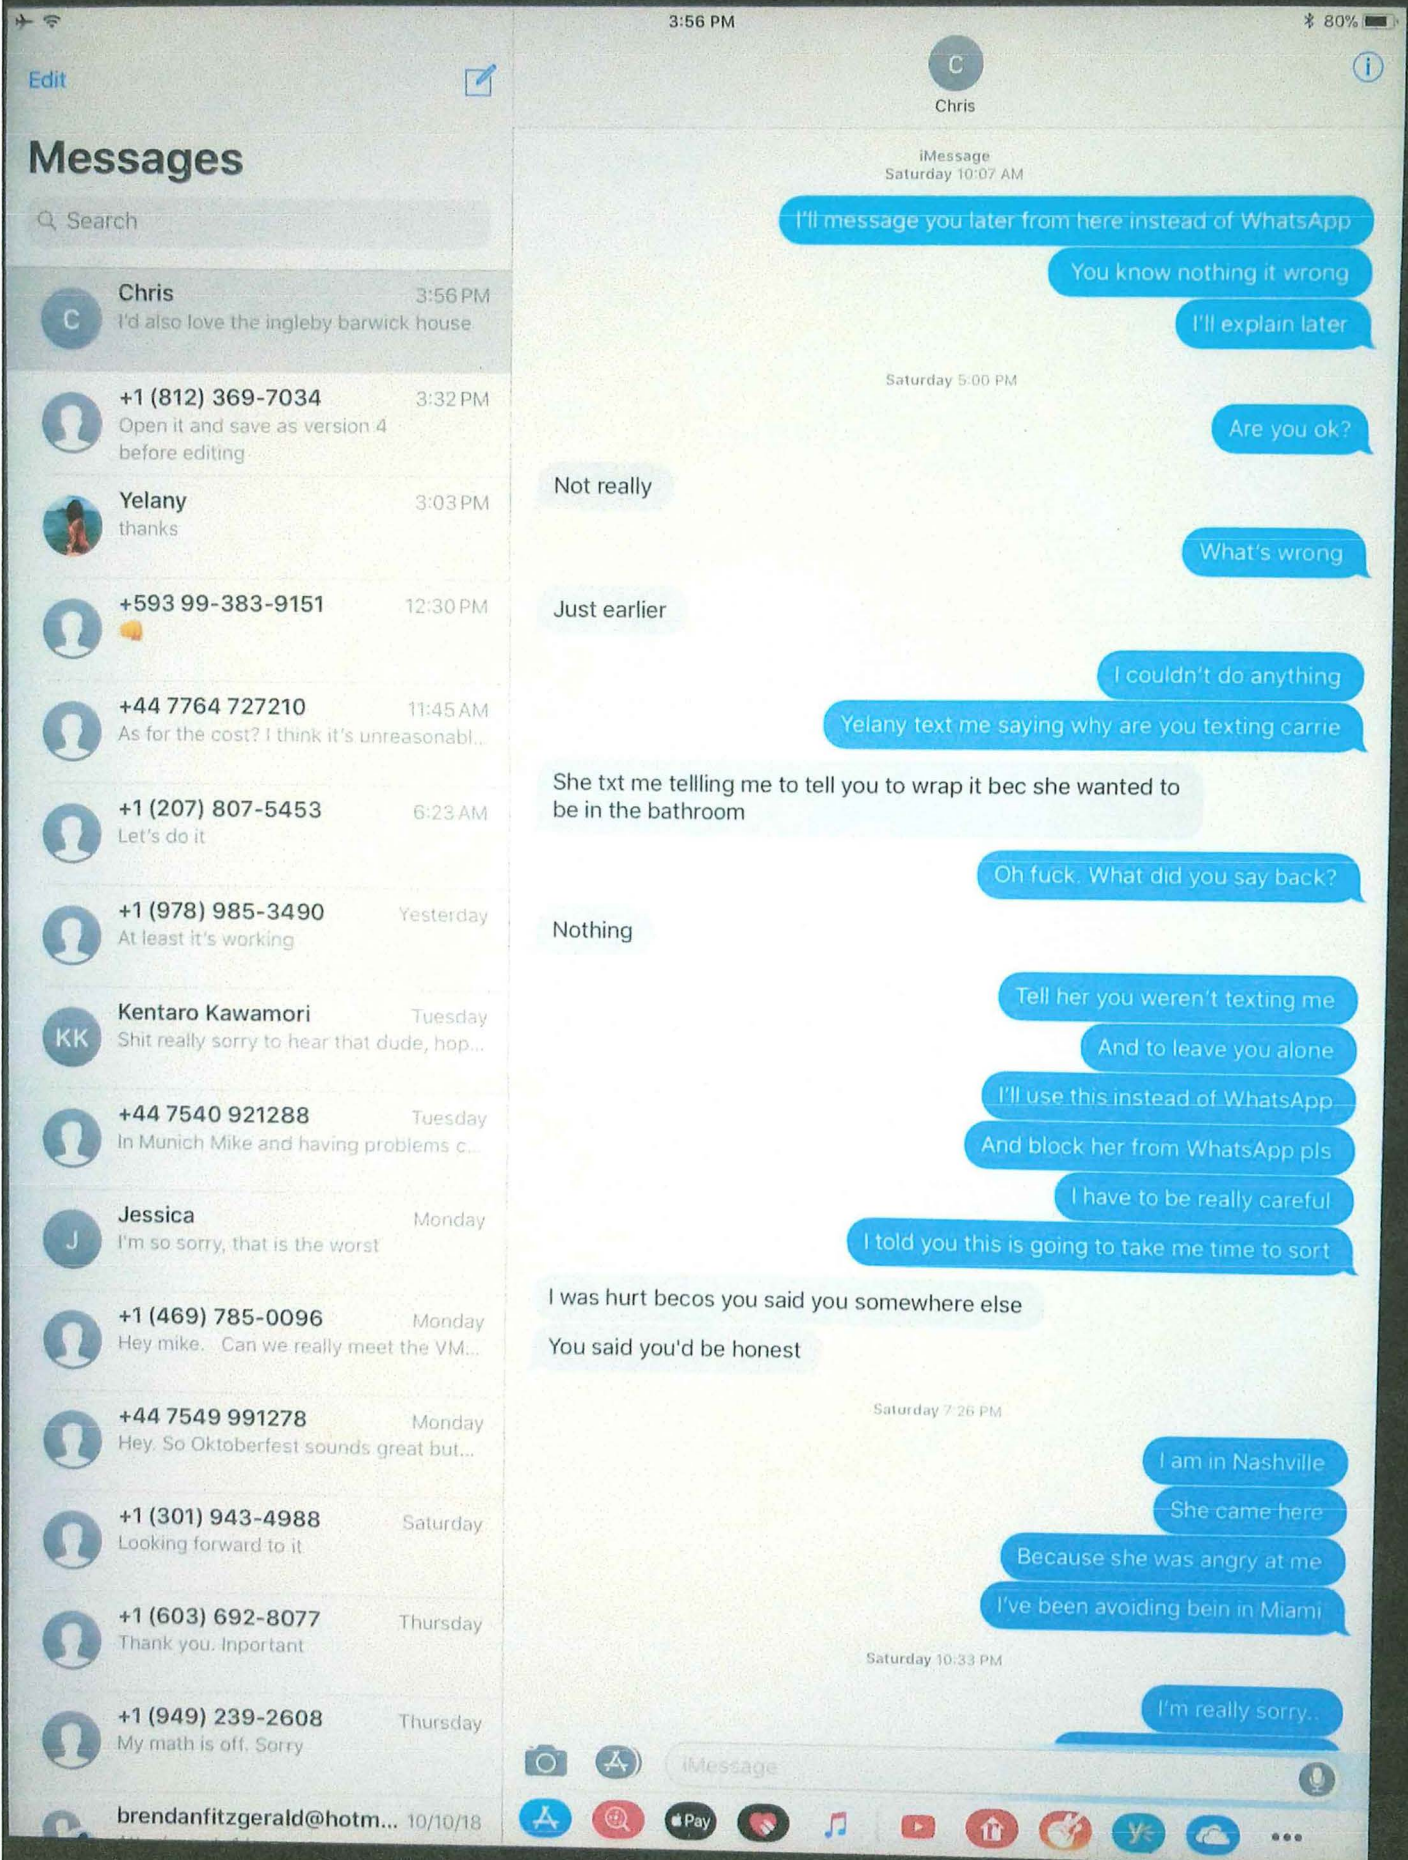 3:56 PM
80%
Edit
Messages
Search
C
Chris
3:56 PM
I'd also love the ingleby barwick house
+1 (812) 369-7034
3:32 PM
Open it and save as version 4
before editing
Yelany
3:03 PM
thanks
+593 99-383-9151
12:30 PM
👊
+44 7764 727210
11:45 AM
As for the cost? I think it's unreasonabl...
+1 (207) 807-5453
6:23 AM
Let's do it
+1 (978) 985-3490
Yesterday
At least it's working
KK
Kentaro Kawamori
Tuesday
Shit really sorry to hear that dude, hop...
+44 7540 921288
Tuesday
In Munich Mike and having problems c...
J
Jessica
Monday
I'm so sorry, that is the worst
+1 (469) 785-0096
Monday
Hey mike. Can we really meet the VM...
+44 7549 991278
Monday
Hey. So Oktoberfest sounds great but...
+1 (301) 943-4988
Saturday
Looking forward to it
+1 (603) 692-8077
Thursday
Thank you. Inportant
+1 (949) 239-2608
Thursday
My math is off. Sorry
brendanfitzgerald@hotm...
10/10/18
C
Chris
iMessage
Saturday 10:07 AM
I'll message you later from here instead of WhatsApp
You know nothing it wrong
I'll explain later
Saturday 5:00 PM
Are you ok?
Not really
What's wrong
Just earlier
I couldn't do anything
Yelany text me saying why are you texting carrie
She txt me tellling me to tell you to wrap it bec she wanted to
be in the bathroom
Oh fuck. What did you say back?
Nothing
Tell her you weren't texting me
And to leave you alone
I'll use this instead of WhatsApp
And block her from WhatsApp pls
I have to be really careful
I told you this is going to take me time to sort
I was hurt becos you said you somewhere else
You said you'd be honest
Saturday 7:26 PM
I am in Nashville
She came here
Because she was angry at me
I've been avoiding bein in Miami
Saturday 10:33 PM
I'm really sorry..
iMessage
Pay